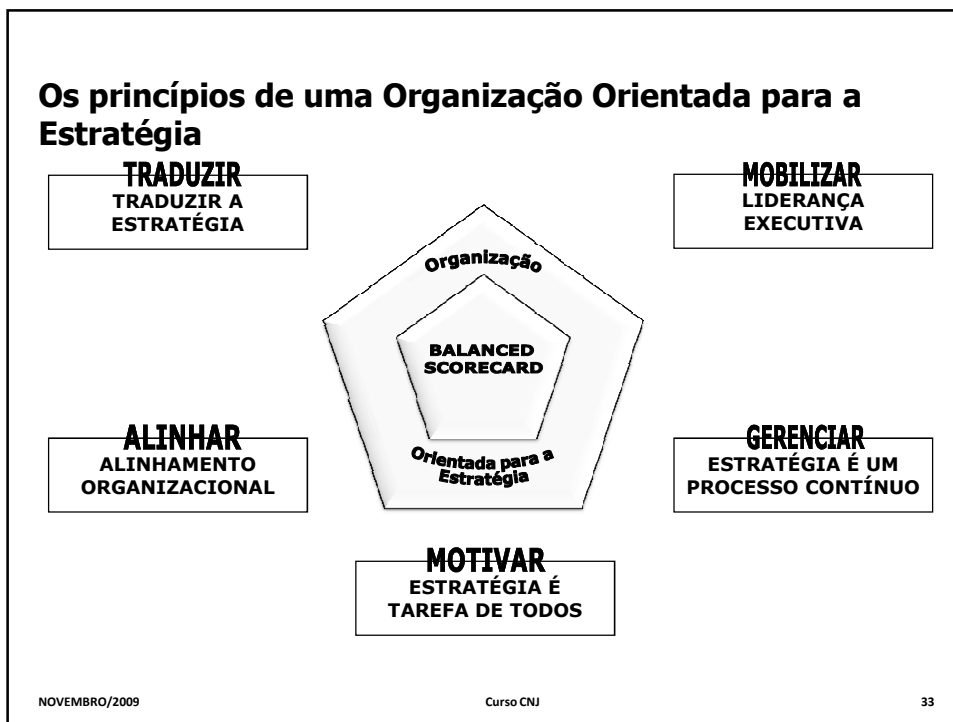 Os princípios de uma Organização Orientada para a
Estratégia
TRADUZIR
TRADUZIR A
ESTRATÉGIA
MOBILIZAR
LIDERANÇA
EXECUTIVA
Organização
BALANCED
SCORECARD
Orientada para a
Estratégia
ALINHAR
ALINHAMENTO
ORGANIZACIONAL
GERENCIAR
ESTRATÉGIA É UM
PROCESSO CONTÍNUO
MOTIVAR
ESTRATÉGIA É
TAREFA DE TODOS
NOVEMBRO/2009
Curso CNJ
33